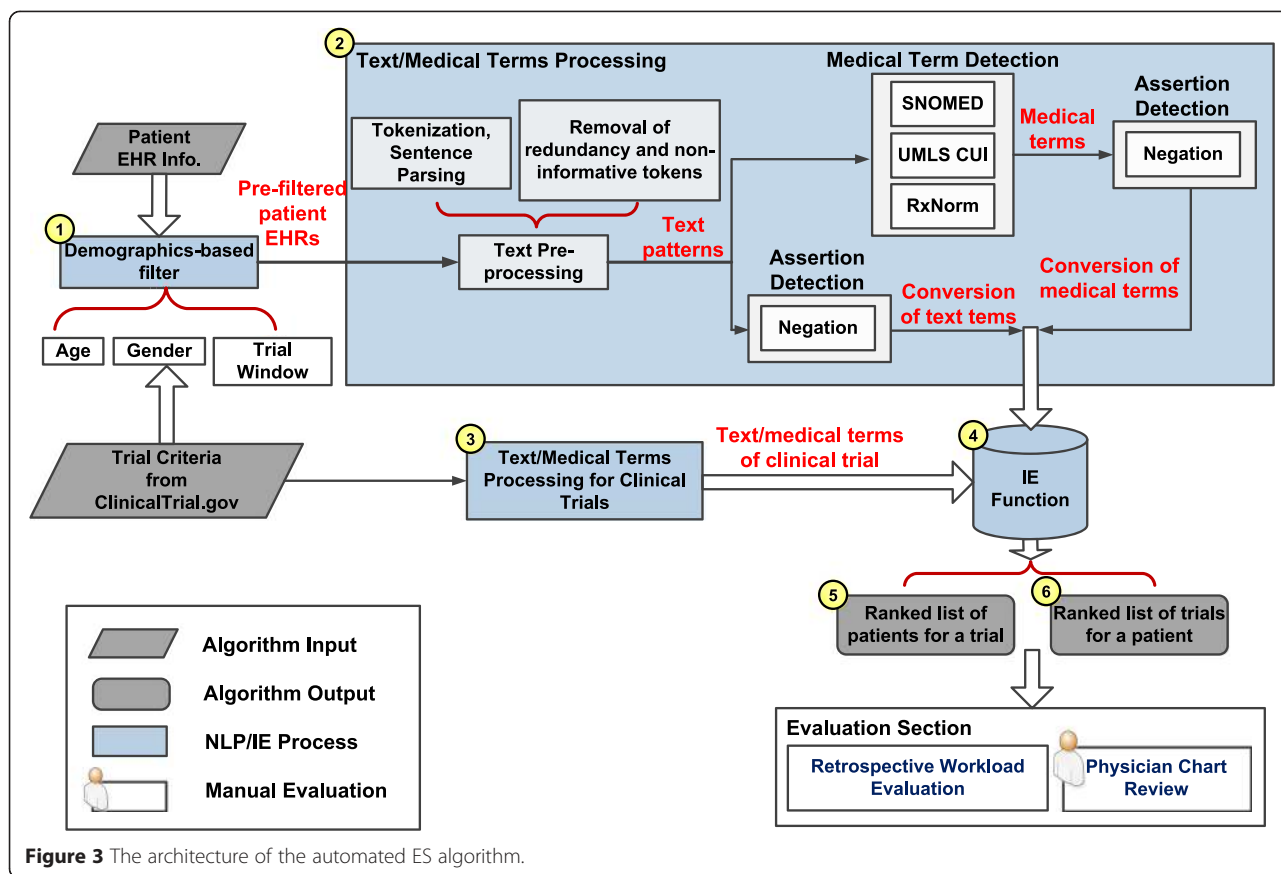 2
Text/Medical Terms Processing
Medical Term Detection
SNOMED
UMLS CUI
RxNorm
Medical
terms
Assertion
Detection
Negation
Patient
EHR Info.
Tokenization,
Sentence
Parsing
Removal of
redundancy and non-
informative tokens
Pre-filtered
patient
EHRs
1
Demographics-based
filter
Text Pre-
processing
Text
patterns
Assertion
Detection
Negation
Conversion
of text tems
Conversion of
medical terms
Age
Gender
Trial
Window
Trial Criteria
from
ClinicalTrial.gov
3
Text/Medical Terms
Processing for Clinical
Trials
Text/medical terms
of clinical trial
4
IE
Function
5
Ranked list of
patients for a trial
6
Ranked list of trials
for a patient
Algorithm Input
Algorithm Output
NLP/IE Process
Manual Evaluation
Evaluation Section
Retrospective Workload
Evaluation
Physician Chart
Review
Figure 3 The architecture of the automated ES algorithm.